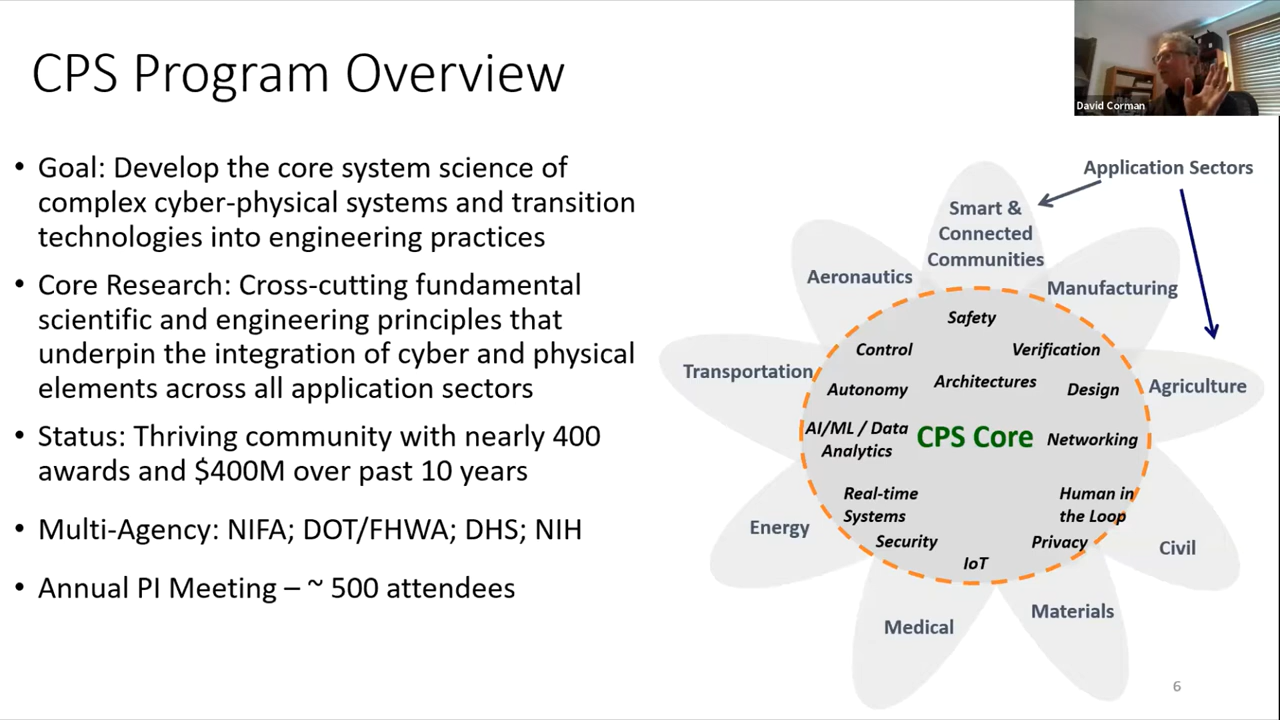 CPS Program Overview
David Corman
• Goal: Develop the core system science of
complex cyber-physical systems and transition
technologies into engineering practices
• Core Research: Cross-cutting fundamental
scientific and engineering principles that
underpin the integration of cyber and physical
elements across all application sectors
• Status: Thriving community with nearly 400
awards and $400M over past 10 years
• Multi-Agency: NIFA; DOT/FHWA; DHS; NIH
• Annual PI Meeting – ~ 500 attendees
Application Sectors
Smart &
Connected
Communities
Aeronautics
Manufacturing
Transportation
Agriculture
Energy
Civil
Medical
Materials
Safety
Control
Verification
Autonomy
Architectures
Design
AI/ML / Data
Analytics
CPS Core
Networking
Real-time
Systems
Human in
the Loop
Security
Privacy
IoT
6